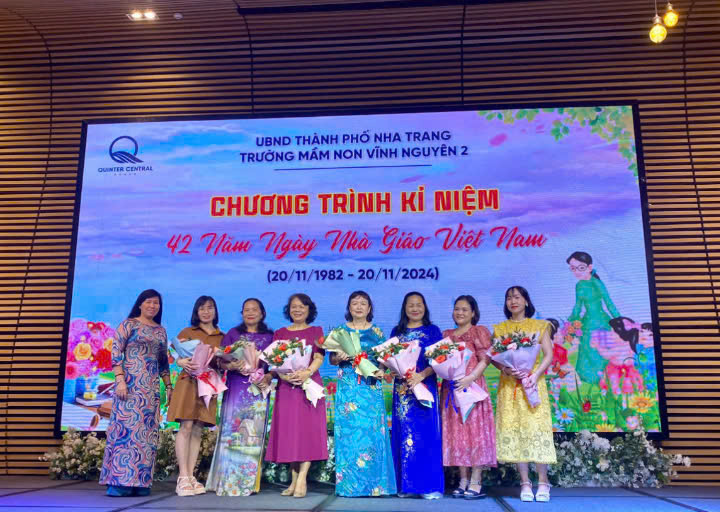 QUINTER CENTRAL
UBND THÀNH PHỐ NHA TRANG
TRƯỜNG MẦM NON VĨNH NGUYÊN 2
CHƯƠNG TRÌNH KỈ NIỆM
42 Năm Ngày Nhà Giáo Việt Nam
(20/11/1982 - 20/11/2024)